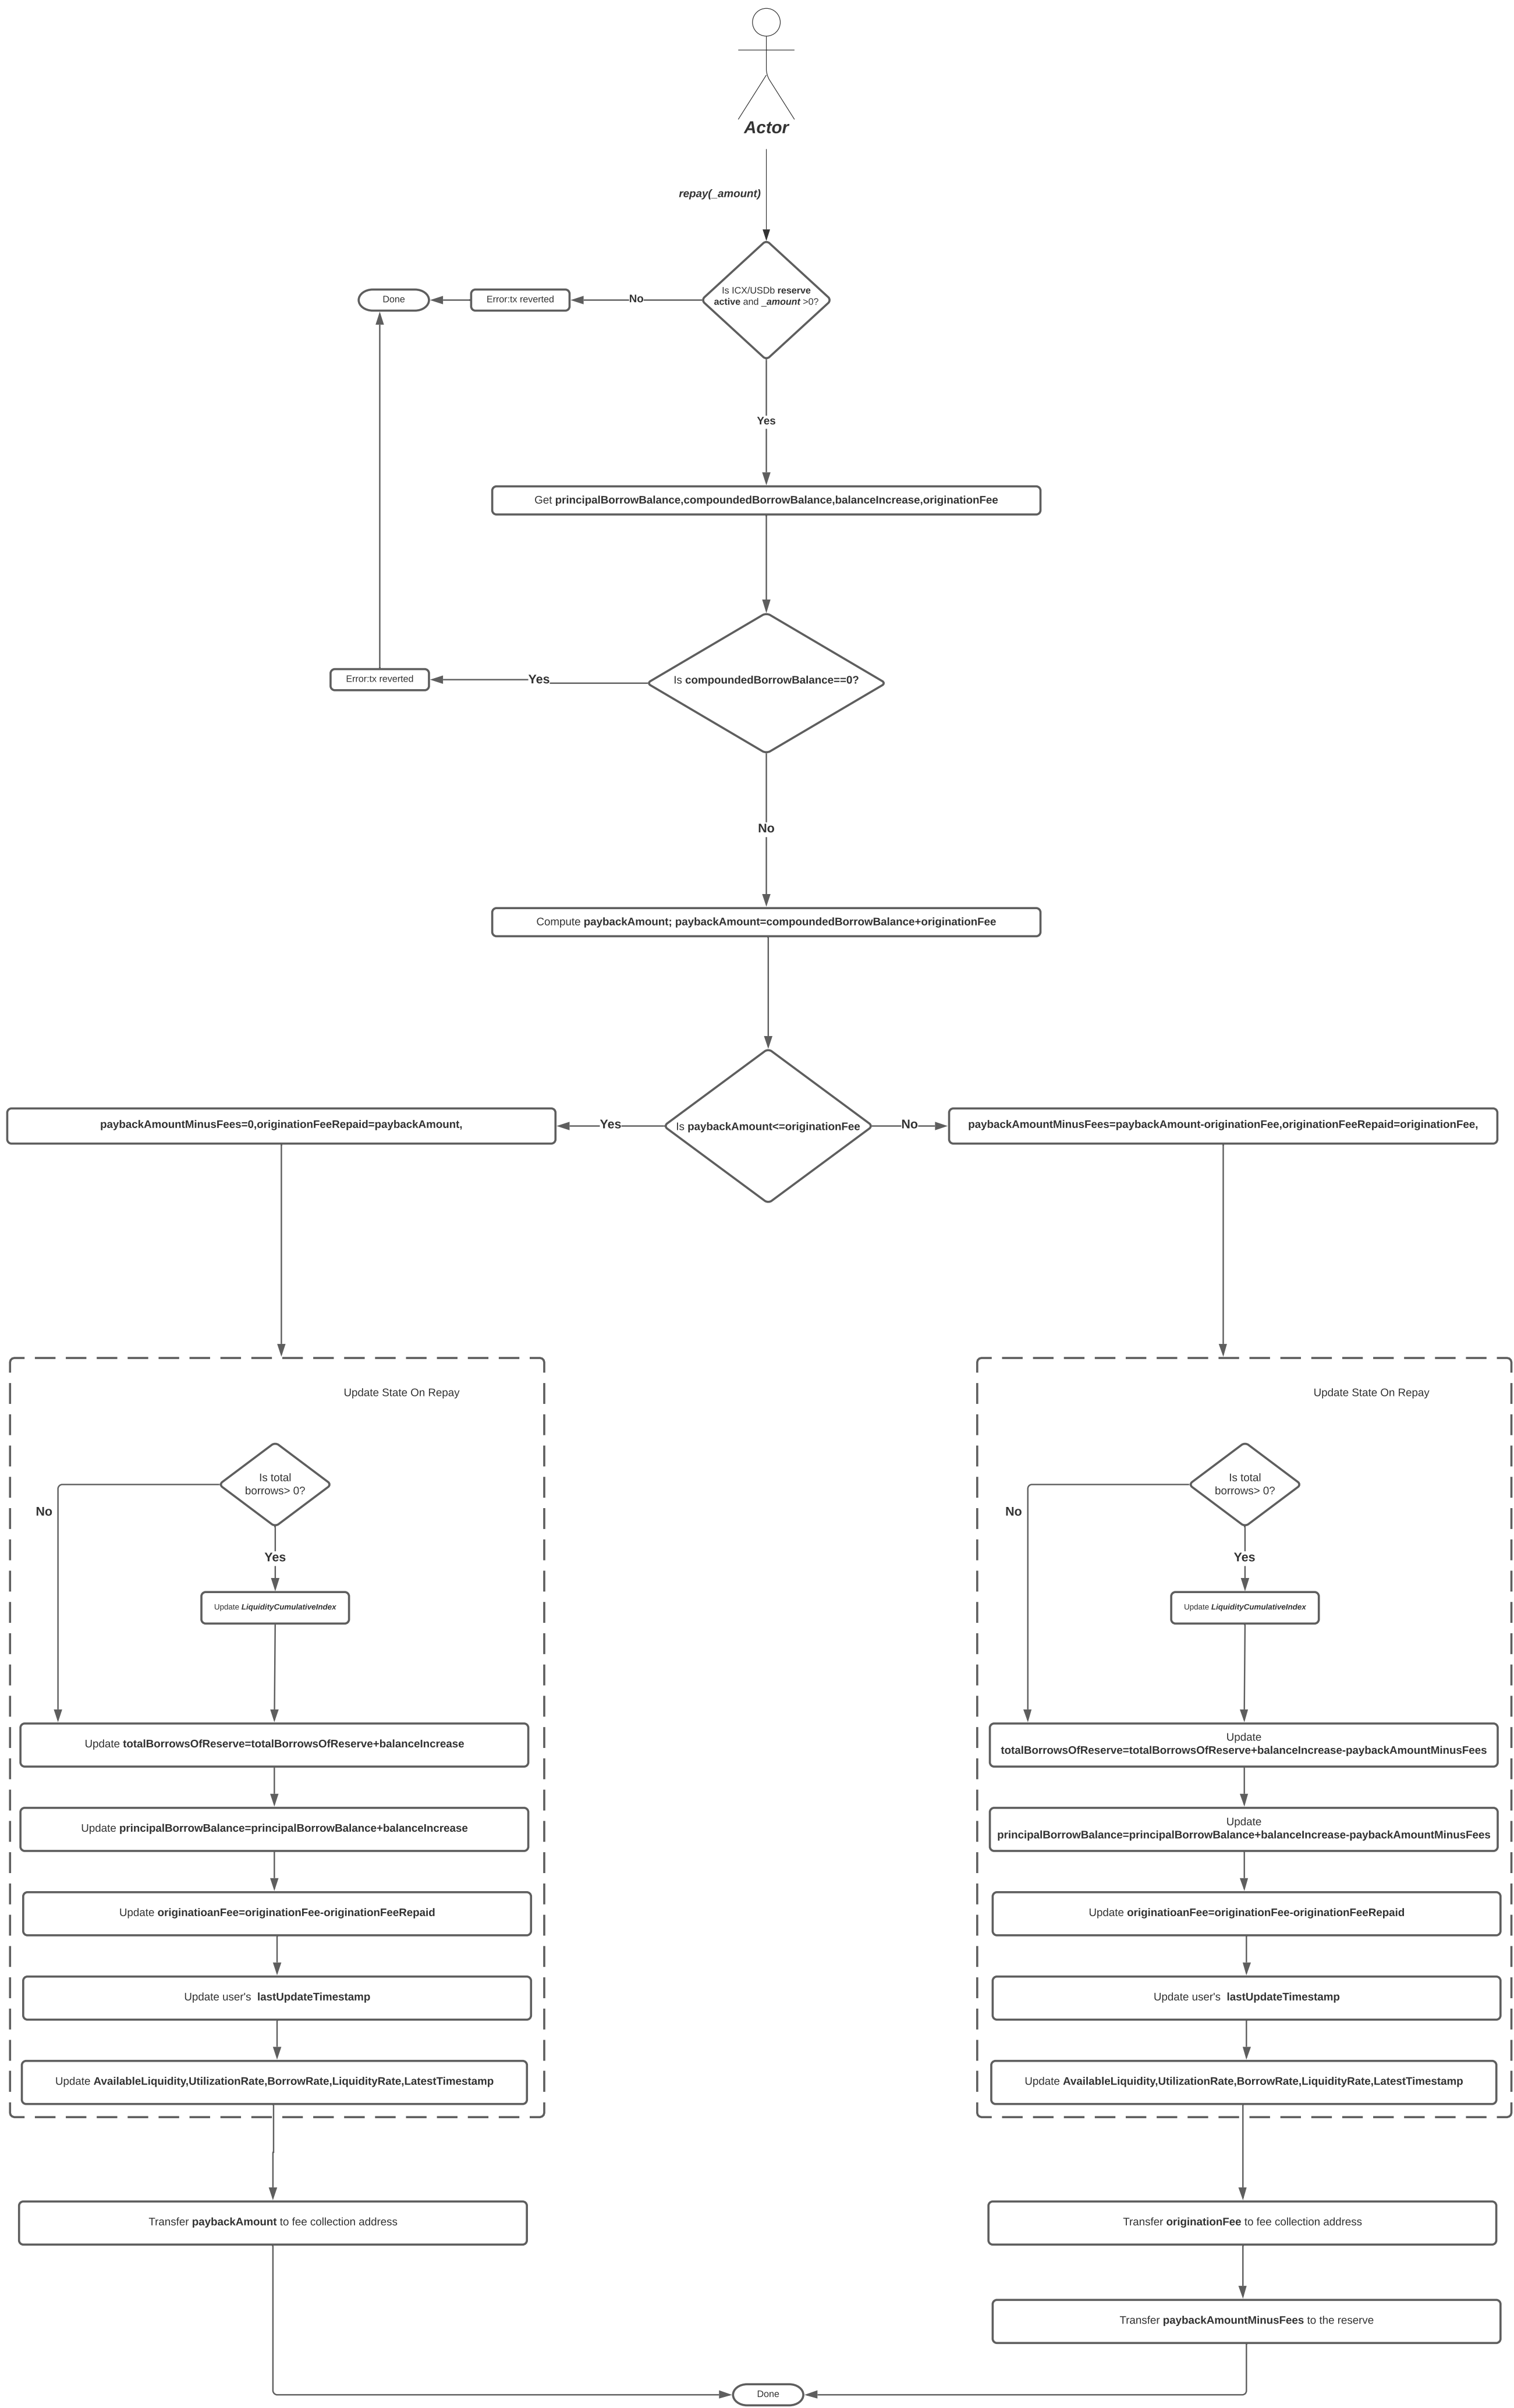 Actor
repay(_amount)
Is ICX/USDb reserve
active and _amount >0?
No
Error:tx reverted
Done
Yes
Get principalBorrowBalance,compoundedBorrowBalance,balanceIncrease,originationFee
Is compoundedBorrowBalance==0?
Yes
Error:tx reverted
No
Compute paybackAmount; paybackAmount=compoundedBorrowBalance+originationFee
Is paybackAmount<=originationFee
Yes
paybackAmountMinusFees=0,originationFeeRepaid=paybackAmount,
No
paybackAmountMinusFees=paybackAmount-originationFee,originationFeeRepaid=originationFee,
Update State On Repay
Is total
borrows> 0?
No
Yes
Update LiquidityCumulativeIndex
Update totalBorrowsOfReserve=totalBorrowsOfReserve+balanceIncrease
Update principalBorrowBalance=principalBorrowBalance+balanceIncrease
Update originatioanFee=originationFee-originationFeeRepaid
Update user's  lastUpdateTimestamp
Update AvailableLiquidity,UtilizationRate,BorrowRate,LiquidityRate,LatestTimestamp
Transfer paybackAmount to fee collection address
Update State On Repay
Is total
borrows> 0?
No
Yes
Update LiquidityCumulativeIndex
Update
totalBorrowsOfReserve=totalBorrowsOfReserve+balanceIncrease-paybackAmountMinusFees
Update
principalBorrowBalance=principalBorrowBalance+balanceIncrease-paybackAmountMinusFees
Update originatioanFee=originationFee-originationFeeRepaid
Update user's  lastUpdateTimestamp
Update AvailableLiquidity,UtilizationRate,BorrowRate,LiquidityRate,LatestTimestamp
Transfer originationFee to fee collection address
Transfer paybackAmountMinusFees to the reserve
Done